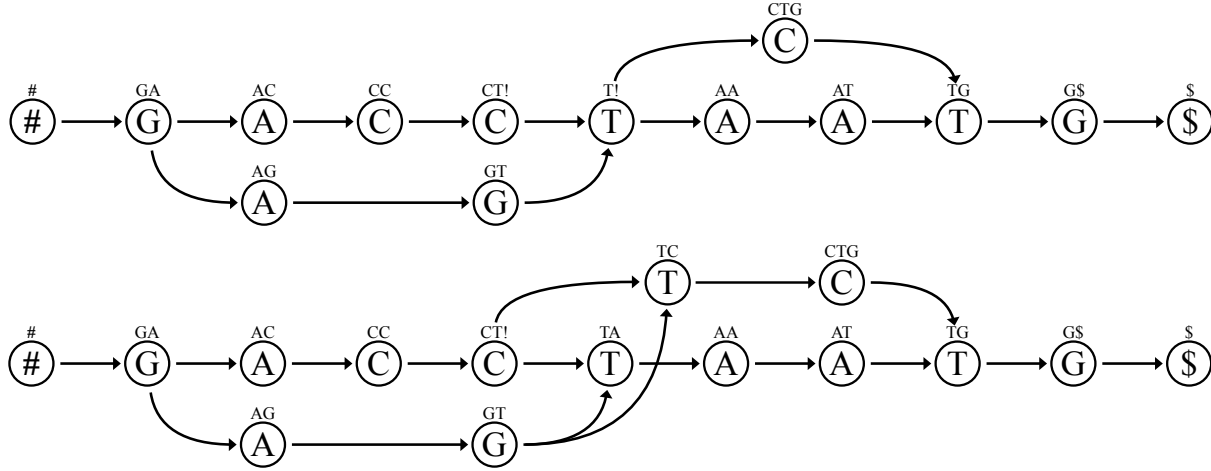 CTG
C
# GA AC CC CT! T! AA AT TG G$ $
# G A C C T A A T G $
AG GT
A G
TC CTG
T C
# GA AC CC CT! TA AA AT TG G$ $
# G A C C T A A T G $
AG GT
A G